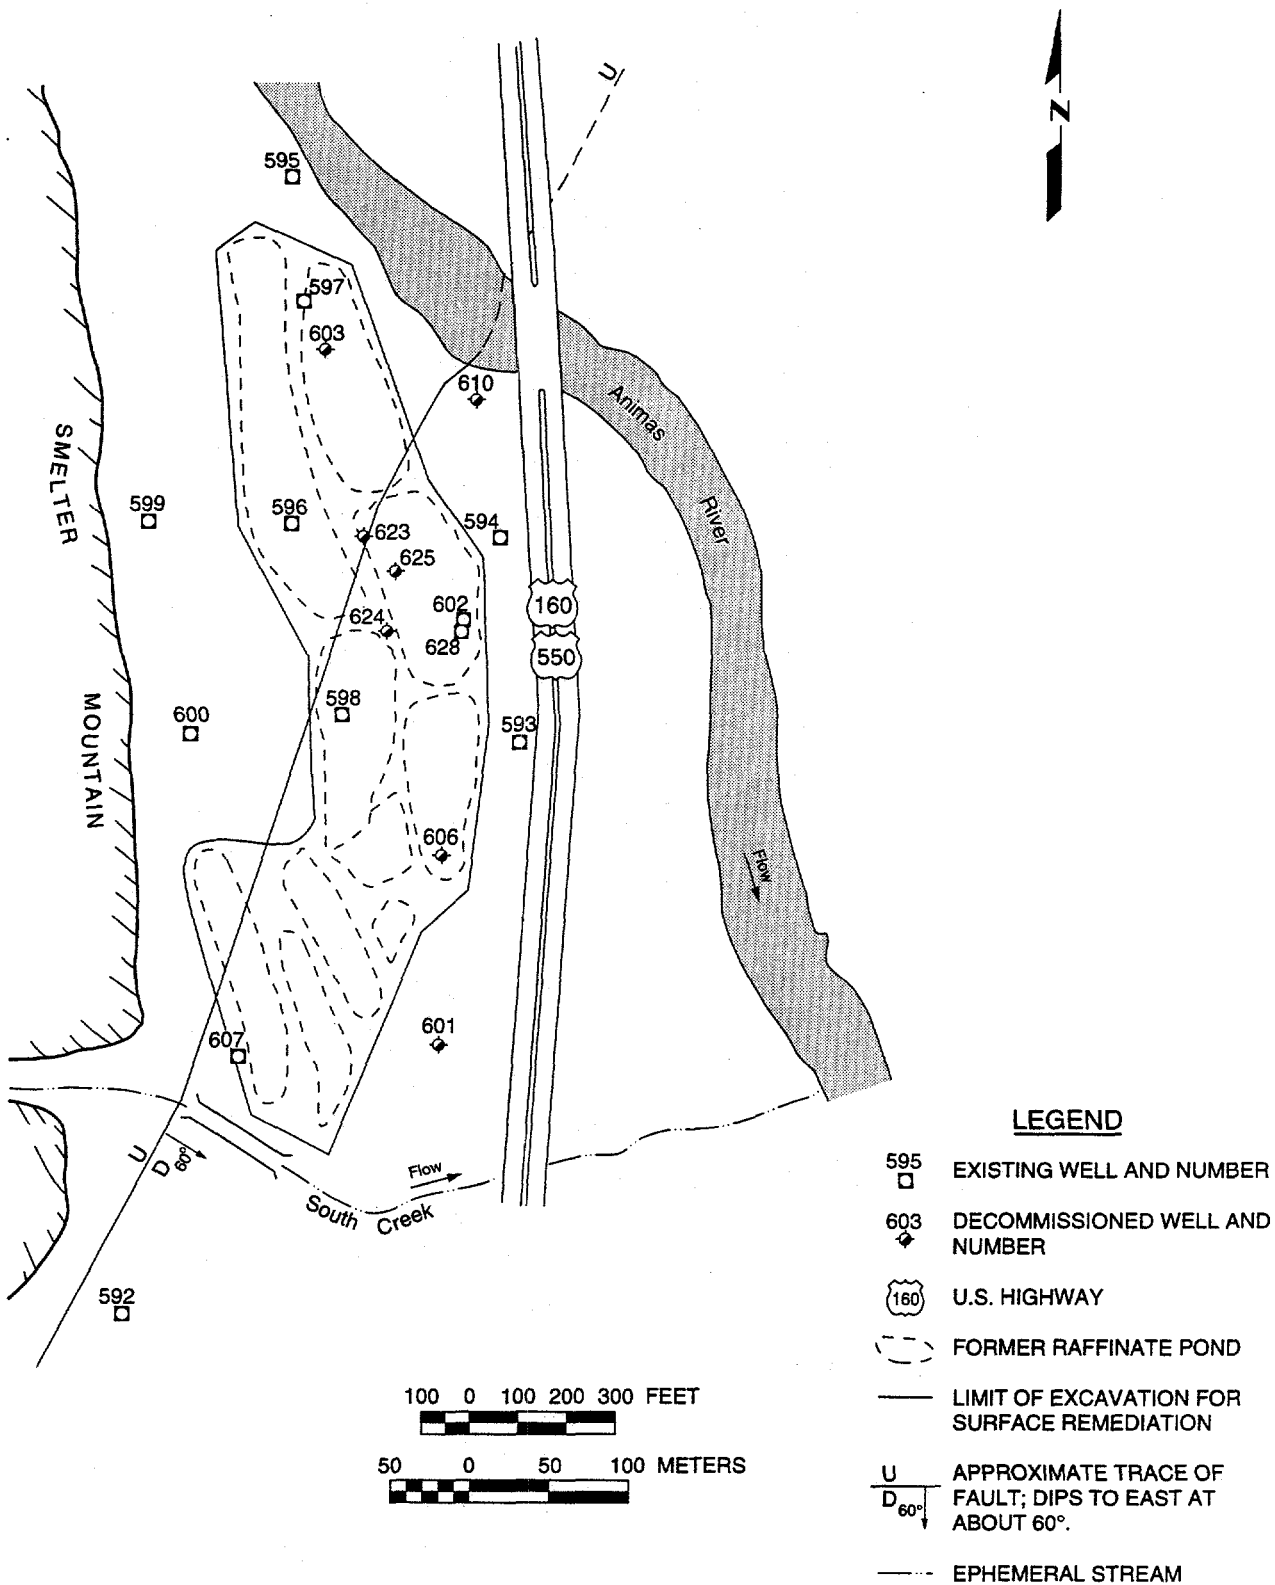 U
N
595
597
603
610
Animas
River
SMELTER
MOUNTAIN
599
596
623
594
625
602
624
628
160
550
598
600
593
606
Flow
601
607
U
D
60°
Flow
South Creek
592
LEGEND
595 EXISTING WELL AND NUMBER
603 DECOMMISSIONED WELL AND
NUMBER
160 U.S. HIGHWAY
FORMER RAFFINATE POND
LIMIT OF EXCAVATION FOR
SURFACE REMEDIATION
U APPROXIMATE TRACE OF
D 60° FAULT; DIPS TO EAST AT
ABOUT 60°.
EPHEMERAL STREAM
100 0 100 200 300 FEET
50 0 50 100 METERS